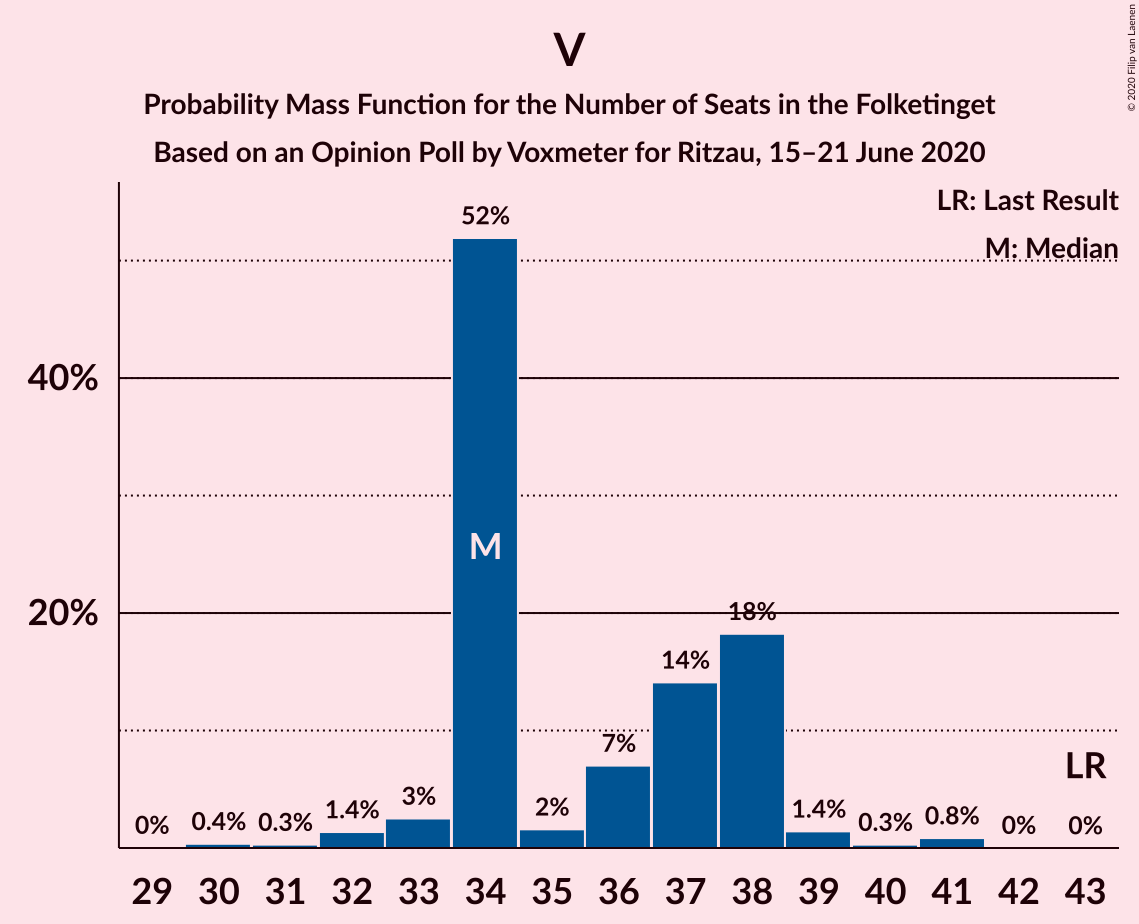 V
Probability Mass Function for the Number of Seats in the Folketinget
Based on an Opinion Poll by Voxmeter for Ritzau, 15–21 June 2020
© 2020 Filip van Laenen
LR: Last Result
M: Median
52%
40%
M
20%
18%
14%
7%
LR
0% 0.4% 0.3% 1.4% 3% 2% 1.4% 0.3% 0.8% 0% 0%
29 30 31 32 33 34 35 36 37 38 39 40 41 42 43